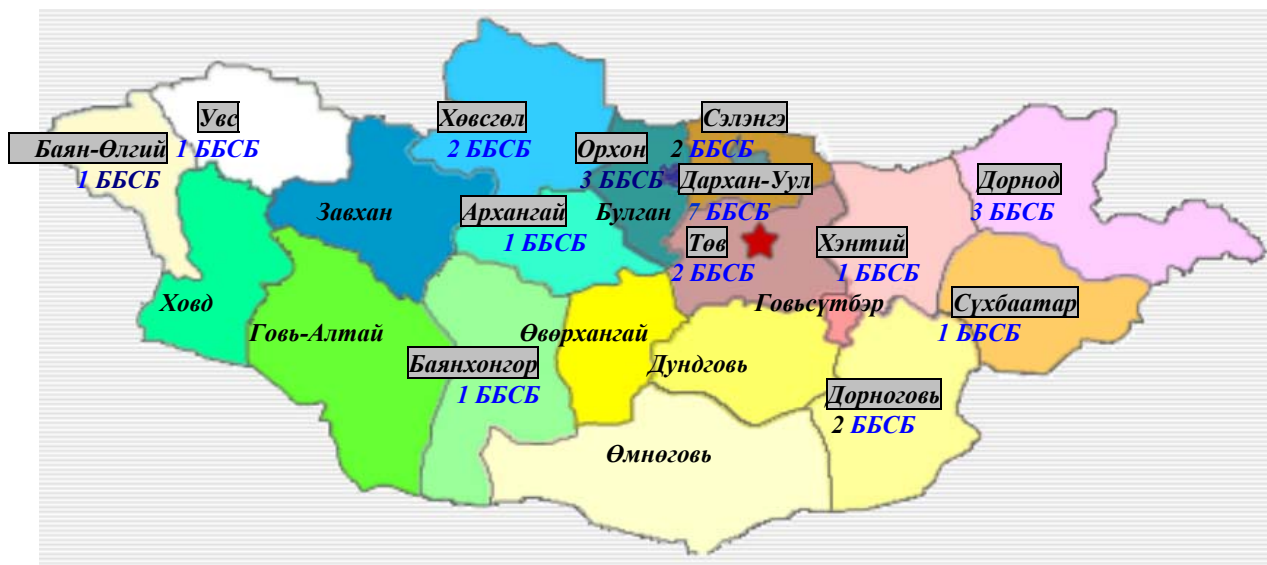 Увс
1 ББСБ
Баян-Өлгий
1 ББСБ
Хөвсгөл
2 ББСБ
Орхон
3 ББСБ
Сэлэнгэ
2 ББСБ
Дархан-Уул
7 ББСБ
Дорнод
3 ББСБ
Завхан
Архангай
1 ББСБ
Булган
Төв
2 ББСБ
Хэнтий
1 ББСБ
Ховд
Говь-Алтай
Баянхонгор
1 ББСБ
Өвөрхангай
Говьсүтбэр
Сүхбаатар
1 ББСБ
Дундговь
Дорноговь
2 ББСБ
Өмнөговь